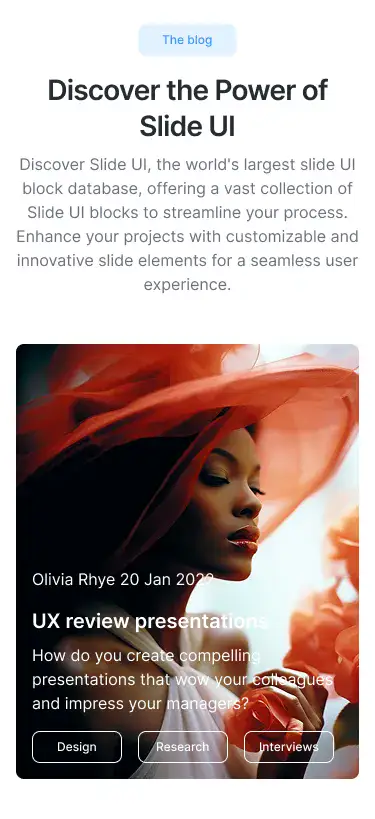 The blog
Discover the Power of
Slide UI
Discover Slide UI, the world's largest slide UI
block database, offering a vast collection of
Slide UI blocks to streamline your process.
Enhance your projects with customizable and
innovative slide elements for a seamless user
experience.
Olivia Rhye 20 Jan 2022
UX review presentations
How do you create compelling
presentations that wow your colleagues
and impress your managers?
Design Research Interviews